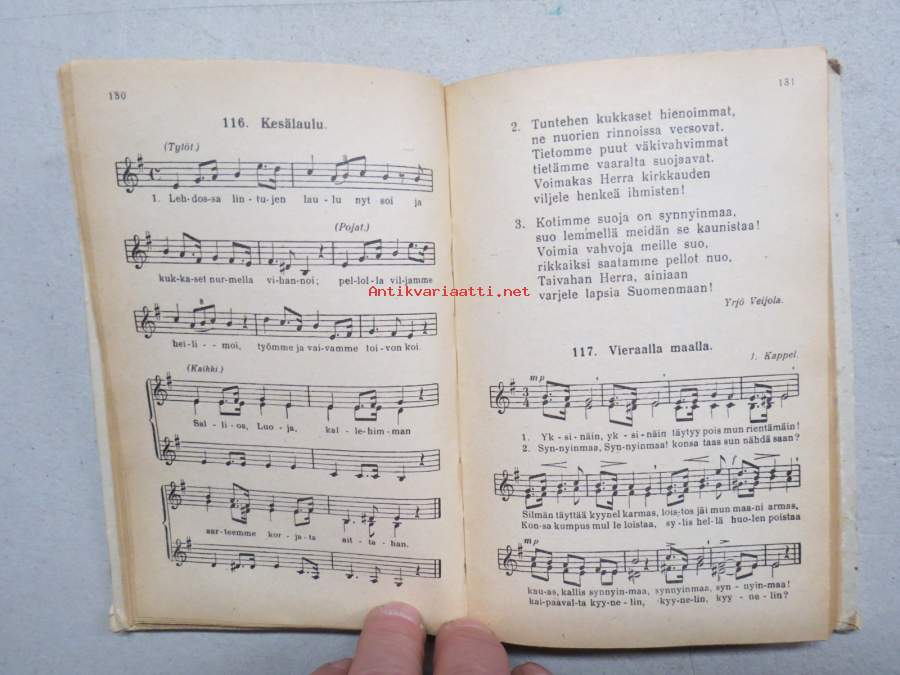 130
116. Kesälaulu.
(Tytöt.)
1. Leh-dos-sa lin-tu-jen lau-lu nyt soi ja
(Pojat.)
kuk-ka-set nur-mella vi-han-noi; pel-lol-la vil-jamme
hei-li--moi, työmme ja vai-vamme toi-von koi.
(Kaikki.)
Sal-li-os, Luo-ja, kal-le-him-man
aar-teemme kor-ja-ta ait-ta-han.
131
2. Tuntehen kukkaset hienoimmat,
ne nuorien rinnoissa versovat.
Tietomme puut väkivahvimmat
tietämme vaaralta suojaavat.
Voimakas Herra kirkkauden
viljele henkeä ihmisten!
3. Kotimme suoja on synnyinmaa,
suo lemmellä meidän se kaunistaa!
Voimia vahvoja meille suo,
rikkaiksi saatamme pellot nuo,
Taivahan Herra, ainiaan
varjele lapsia Suomenmaan!
Yrjö Veijola.
117. Vieraalla maalla.
J. Kappel.
mp
1. Yk-si-näin, yk-si-näin täytyy pois mun rientämäin!
2. Syn-nyinmaa, Syn-nyinmaa! konsa taas sun nähdä saan?
Silmän täyttää kyynel karmas, lois-tos jäi mun maa-ni armas,
Kon-sa kumpus mul le loistaa, sy-lis hel-lä huo-len poistaa
mf
mp
kau-as, kallis synnyin-maa, synnyinmaa, syn-nyin-maa!
kai-paaval-ta kyy-ne-lin, kyy-ne-lin, kyy-ne-lin?
Antikvariaatti.net